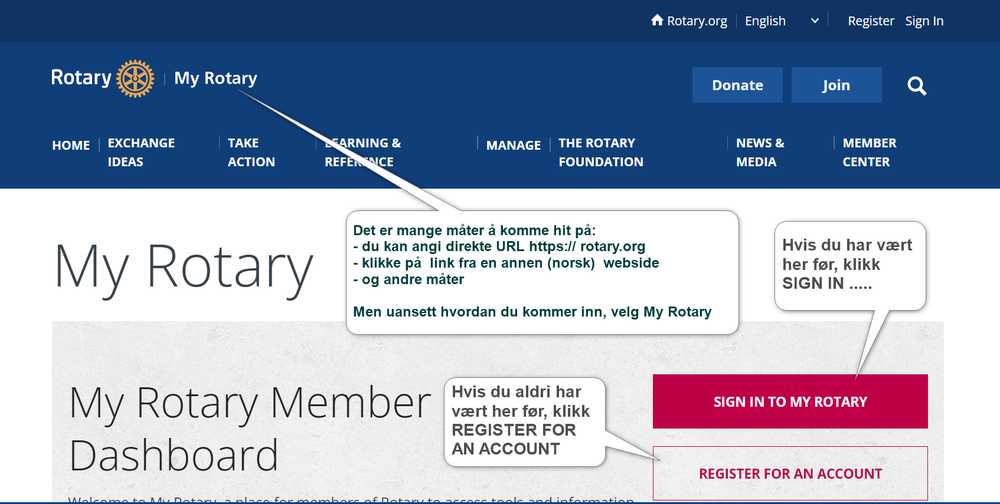 Rotary.org English Register Sign In
Rotary My Rotary
Donate Join
HOME EXCHANGE IDEAS TAKE ACTION LEARNING & REFERENCE MANAGE THE ROTARY FOUNDATION NEWS & MEDIA MEMBER CENTER
My Rotary
Det er mange måter å komme hit på:
- du kan angi direkte URL https:// rotary.org
- klikke på  link fra en annen (norsk)  webside
- og andre måter
Men uansett hvordan du kommer inn, velg My Rotary
Hvis du har vært
her før, klikk
SIGN IN .....
My Rotary Member
Dashboard
Hvis du aldri har
vært her før, klikk
REGISTER FOR
AN ACCOUNT
SIGN IN TO MY ROTARY
REGISTER FOR AN ACCOUNT
Welcome to My Rotary, a place for members of Rotary to access tools and information